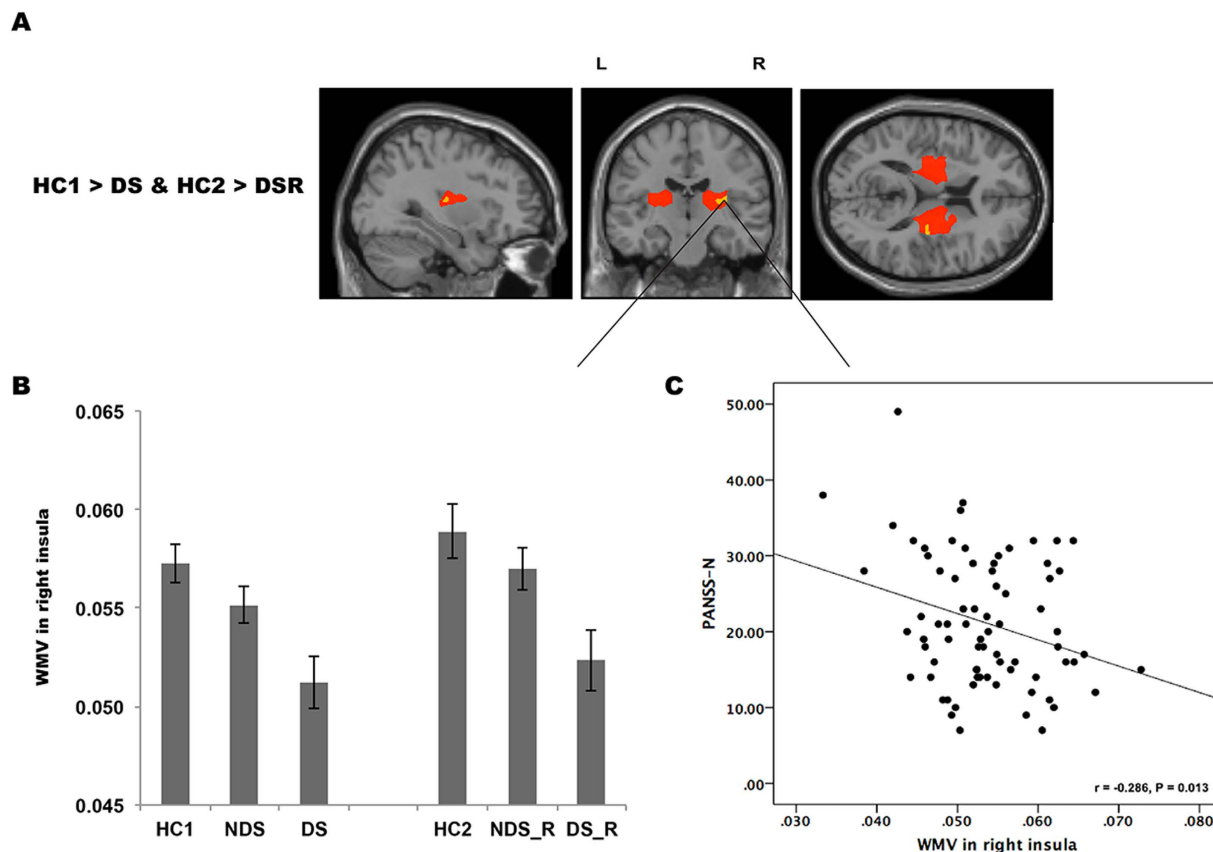 A
L R
HC1 > DS & HC2 > DSR
B
0.065
0.060
0.055
0.050
0.045
WMV in right insula
HC1 NDS DS HC2 NDS_R DS_R
C
50.00
40.00
30.00
20.00
10.00
.00
PANSS-N
r = -0.286, P = 0.013
.030 .040 .050 .060 .070 .080
WMV in right insula